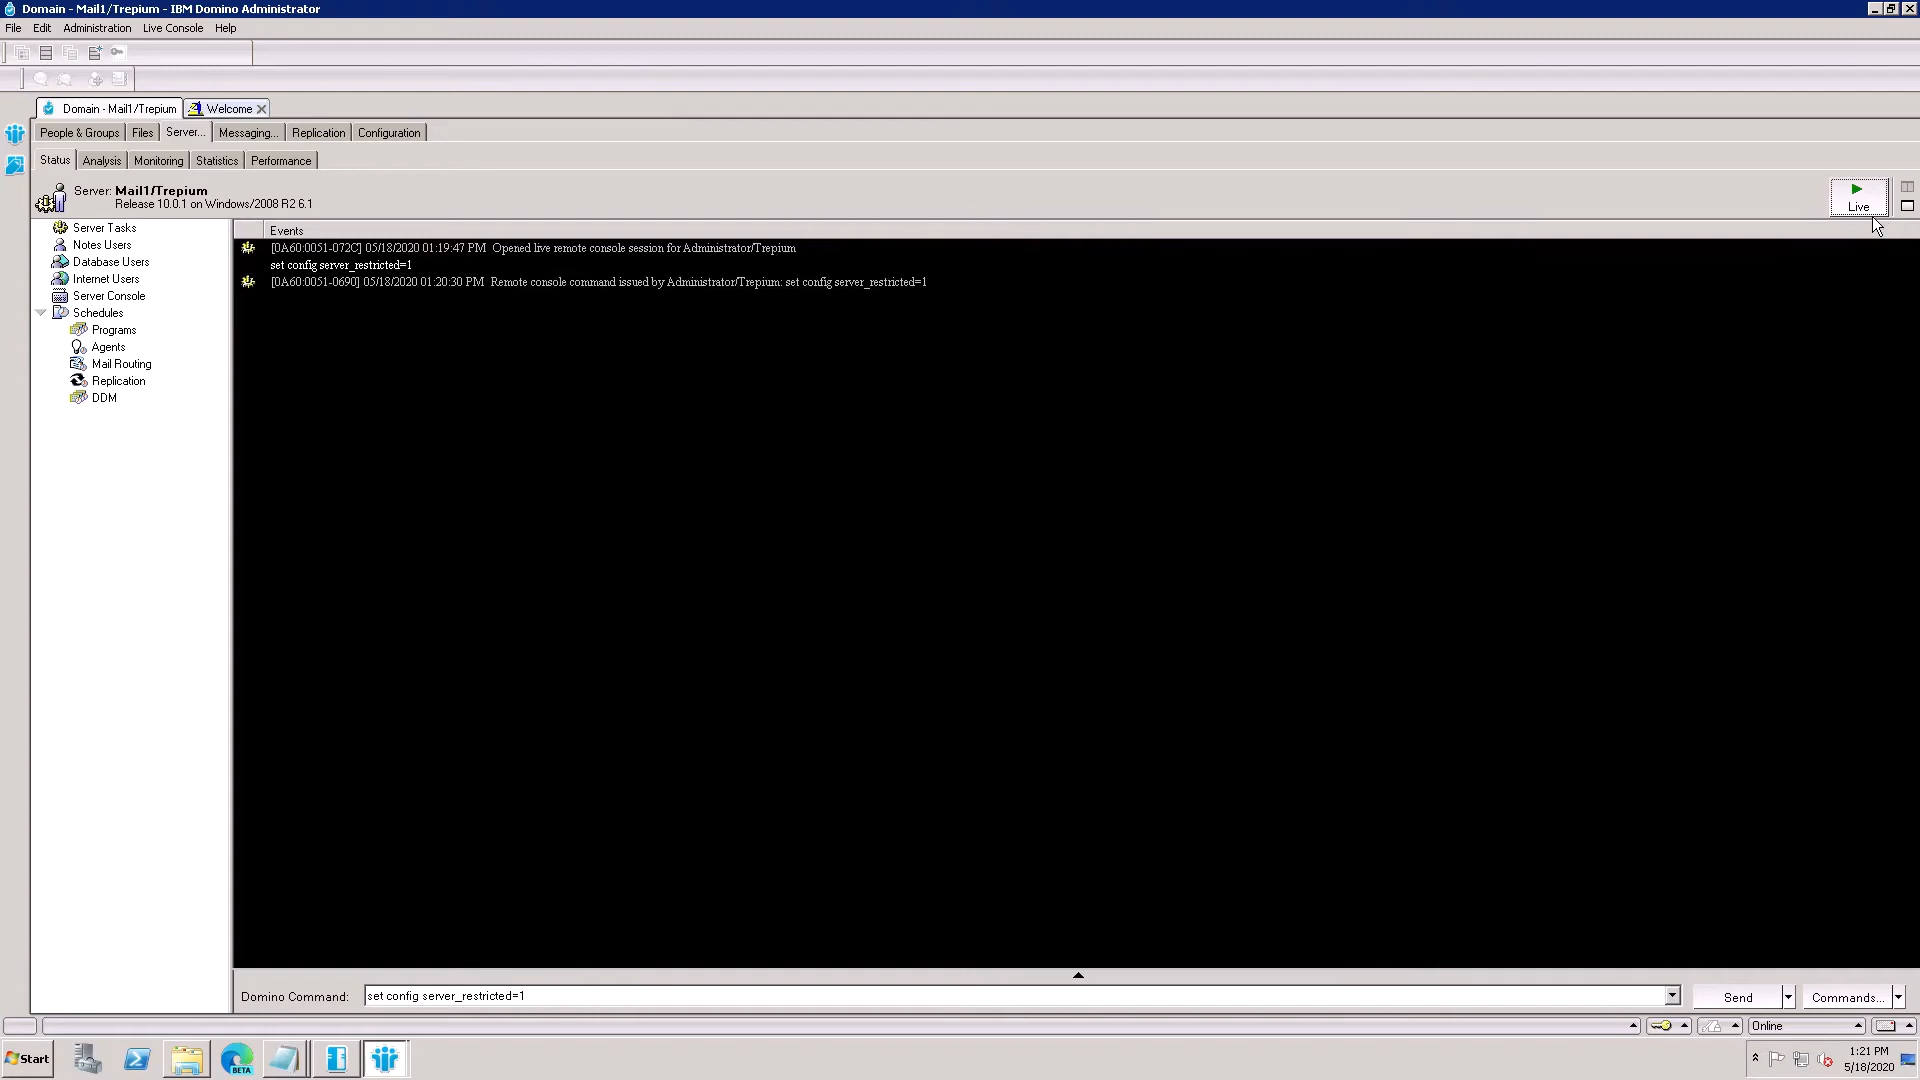 Domain - Mail1/Trepium - IBM Domino Administrator
File Edit Administration Live Console Help
Domain - Mail1/Trepium Welcome
People & Groups Files Server... Messaging... Replication Configuration
Status Analysis Monitoring Statistics Performance
Server: Mail1/Trepium
Release 10.0.1 on Windows/2008 R2 6.1
Live
Server Tasks
Notes Users
Database Users
Internet Users
Server Console
Schedules
Programs
Agents
Mail Routing
Replication
DDM
Events
[0A60:0051-072C] 05/18/2020 01:19:47 PM Opened live remote console session for Administrator/Trepium
set config server_restricted=1
[0A60:0051-0690] 05/18/2020 01:20:30 PM Remote console command issued by Administrator/Trepium: set config server_restricted=1
Domino Command: set config server_restricted=1 Send Commands...
Online
Start BETA
1:21 PM
5/18/2020